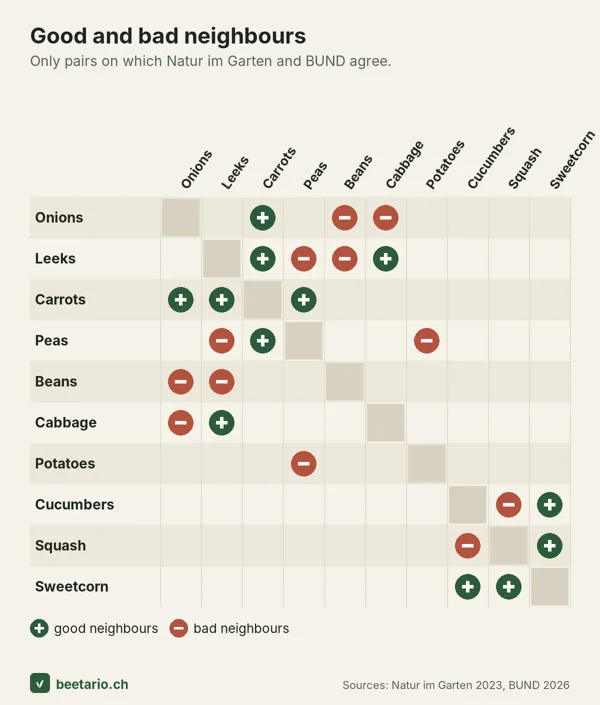 Good and bad neighbours
Only pairs on which Natur im Garten and BUND agree.
Onions
Leeks
Carrots
Peas
Beans
Cabbage
Potatoes
Cucumbers
Squash
Sweetcorn
Onions
Leeks
Carrots
Peas
Beans
Cabbage
Potatoes
Cucumbers
Squash
Sweetcorn
good neighbours bad neighbours
beetario.ch Sources: Natur im Garten 2023, BUND 2026